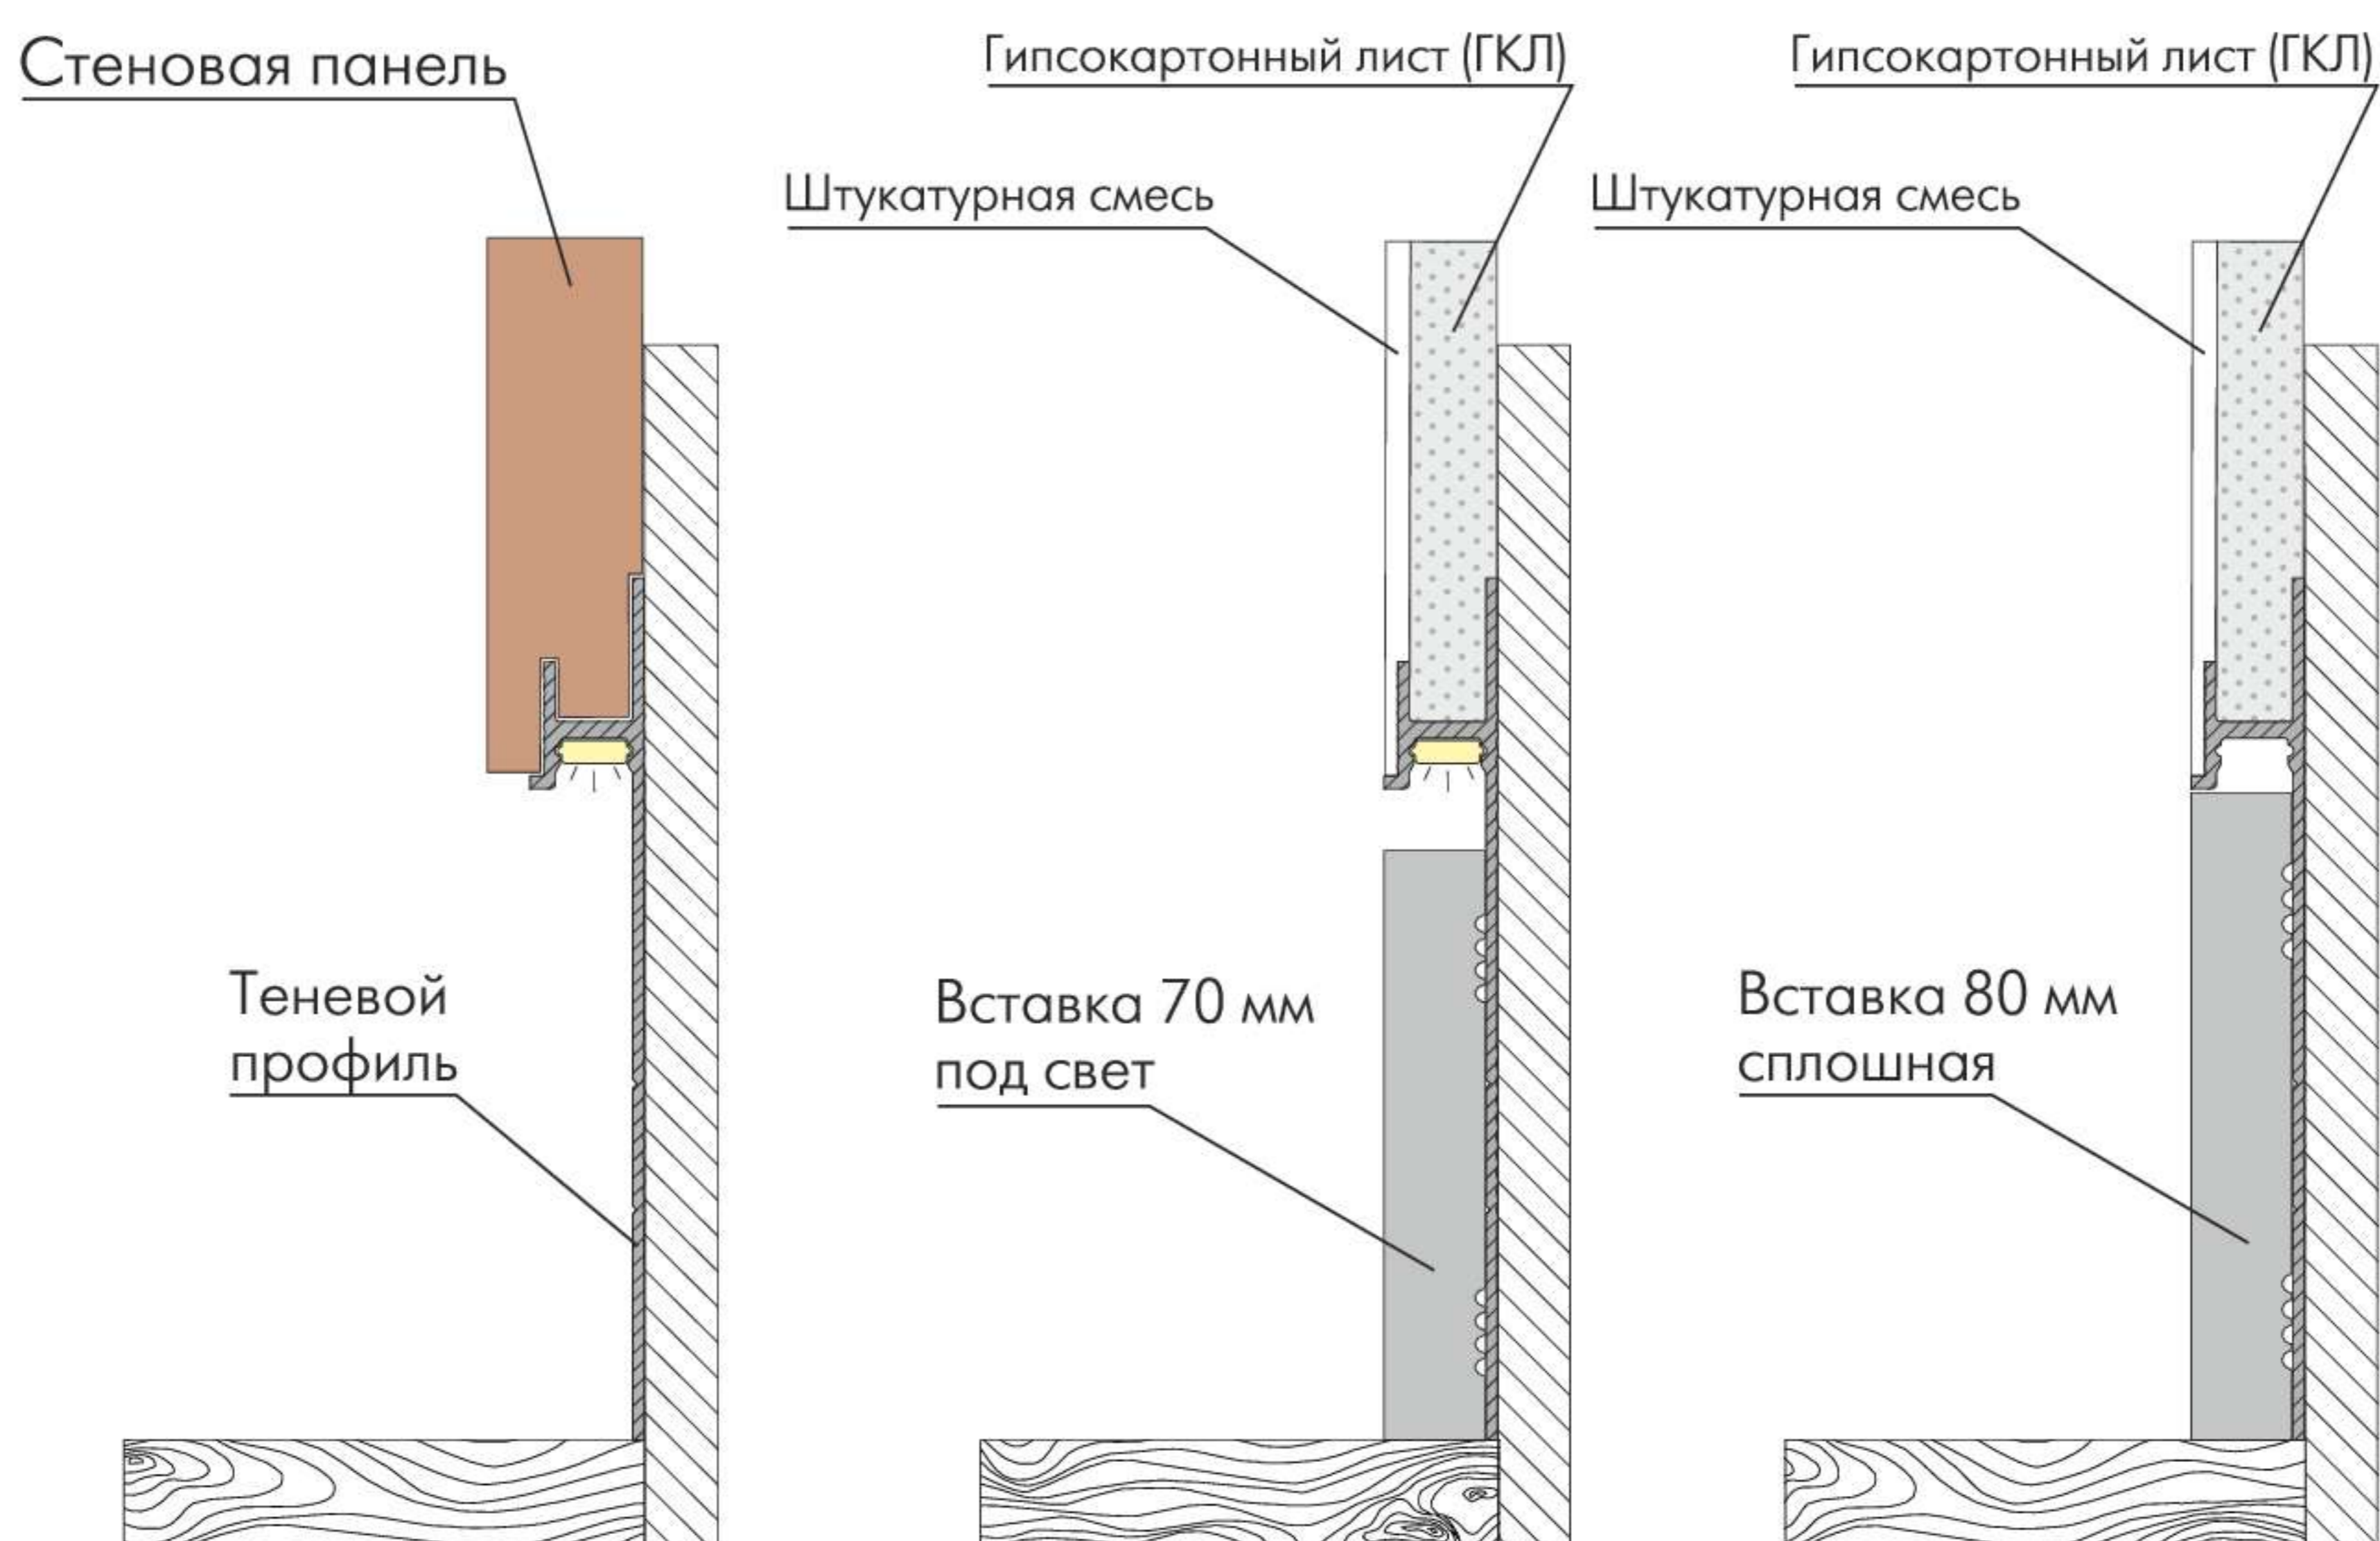 Стеновая панель
Гипсокартонный лист (ГКЛ)
Гипсокартонный лист (ГКЛ)
Штукатурная смесь
Штукатурная смесь
Теневой
профиль
Вставка 70 мм
под свет
Вставка 80 мм
сплошная